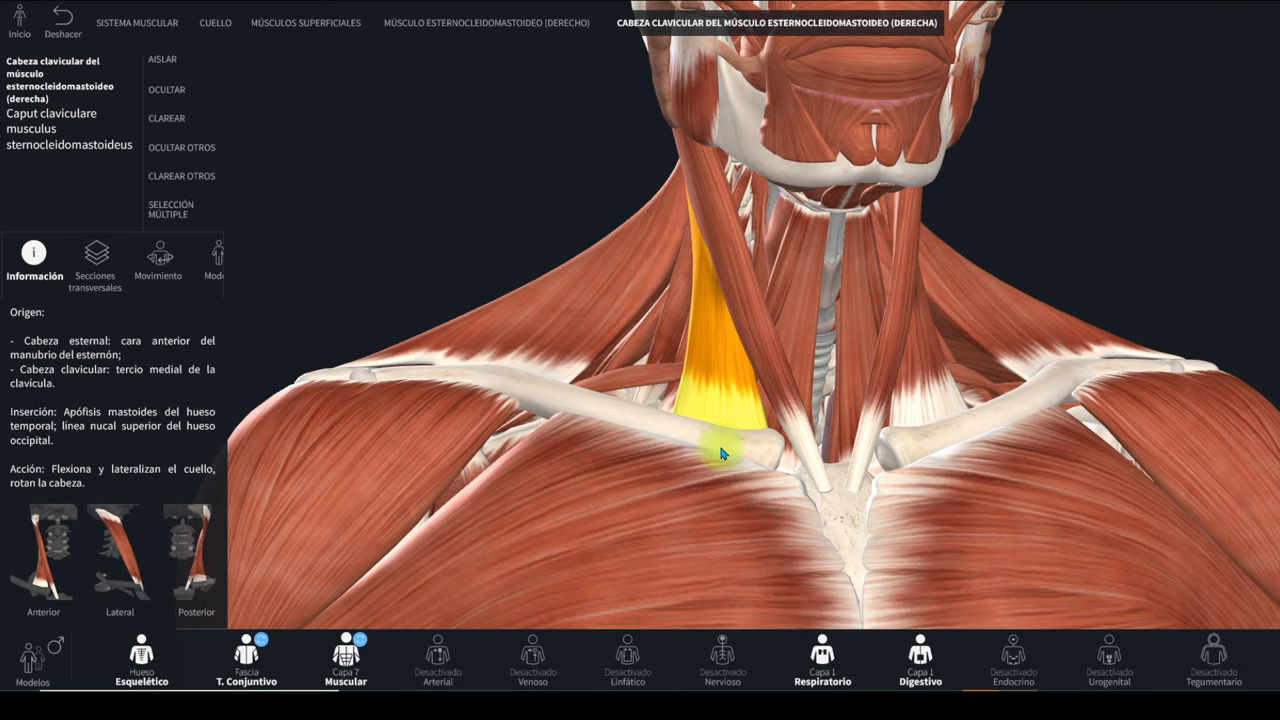 Inicio
Deshacer
SISTEMA MUSCULAR
CUELLO
MÚSCULOS SUPERFICIALES
MÚSCULO ESTERNOCLEIDOMASTOIDEO (DERECHO)
CABEZA CLAVICULAR DEL MÚSCULO ESTERNOCLEIDOMASTOIDEO (DERECHA)
Cabeza clavicular del
músculo
esternocleidomastoideo
(derecha)
Caput claviculare
musculus
sternocleidomastoideus
AISLAR
OCULTAR
CLAREAR
OCULTAR OTROS
CLAREAR OTROS
SELECCIÓN
MÚLTIPLE
Información
Secciones
transversales
Movimiento
Mode
Origen:
- Cabeza esternal: cara anterior del
manubrio del esternón;
- Cabeza clavicular: tercio medial de la
clavícula.
Inserción: Apófisis mastoides del hueso
temporal; línea nucal superior del hueso
occipital.
Acción: Flexiona y lateralizan el cuello,
rotan la cabeza.
Anterior
Lateral
Posterior
Modelos
Hueso
Esquelético
Fascia
T. Conjuntivo
Capa 7
Muscular
Desactivado
Arterial
Desactivado
Venoso
Desactivado
Linfático
Desactivado
Nervioso
Capa 1
Respiratorio
Capa 1
Digestivo
Desactivado
Endocrino
Desactivado
Urogenital
Desactivado
Tegumentario